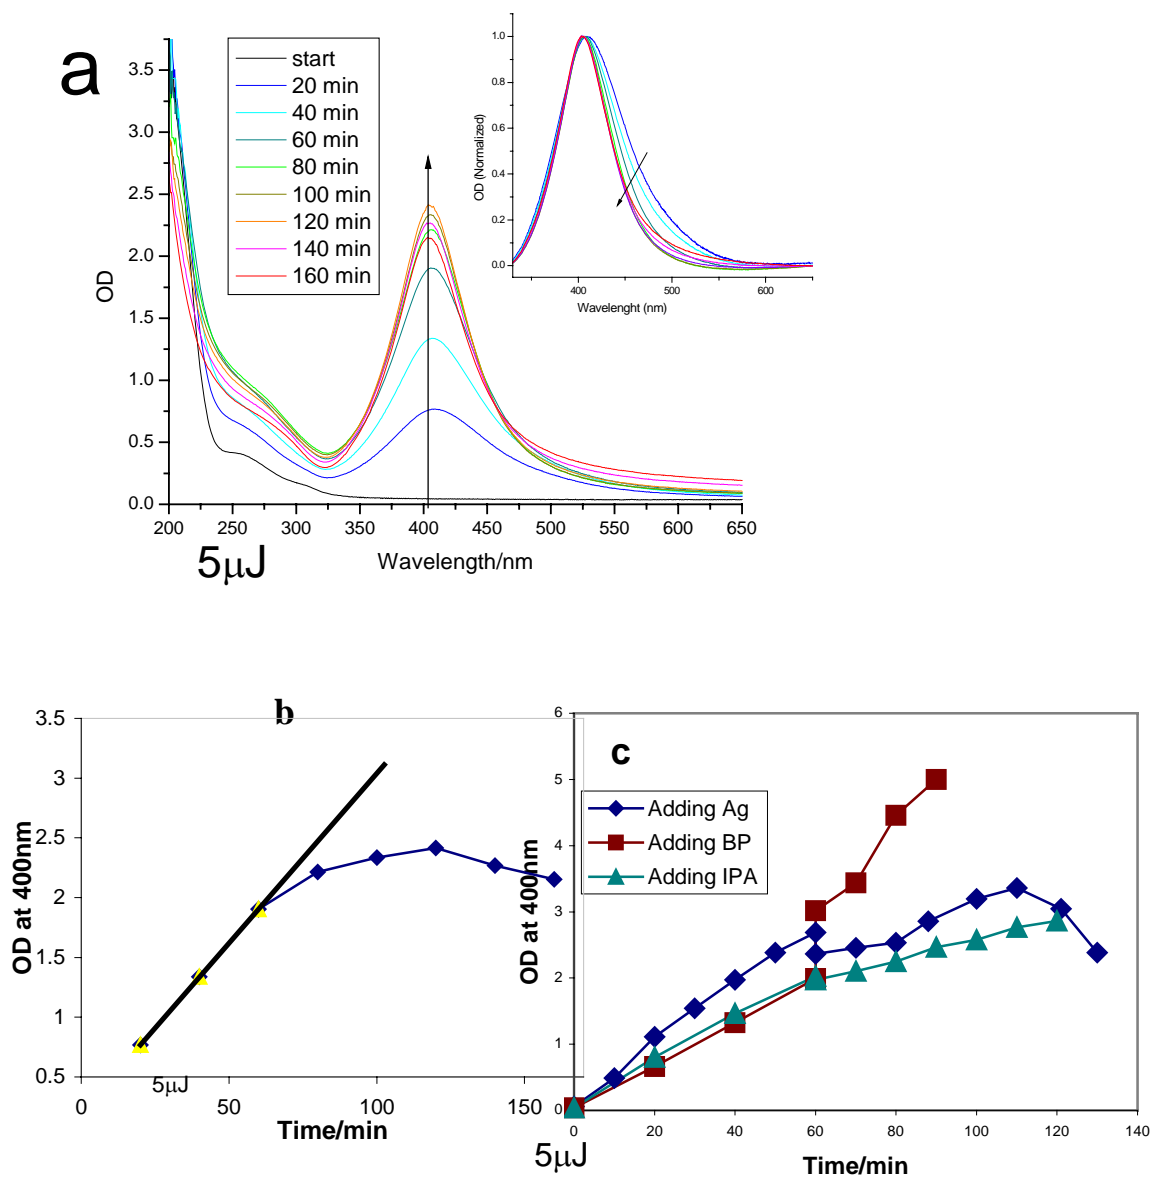 a
start
20 min
40 min
60 min
80 min
100 min
120 min
140 min
160 min
OD
3.5
3.0
2.5
2.0
1.5
1.0
0.5
0.0
200 250 300 350 400 450 500 550 600 650
5μJ
Wavelength/nm
OD (Normalized)
1.0
0.8
0.6
0.4
0.2
0.0
400 500 600
Wavelenght (nm)
b
OD at 400nm
3.5
3
2.5
2
1.5
1
0.5
0 50 100 150
5μJ
Time/min
c
Adding Ag
Adding BP
Adding IPA
OD at 400nm
6
5
4
3
2
1
0
0 20 40 60 80 100 120 140
5μJ
Time/min